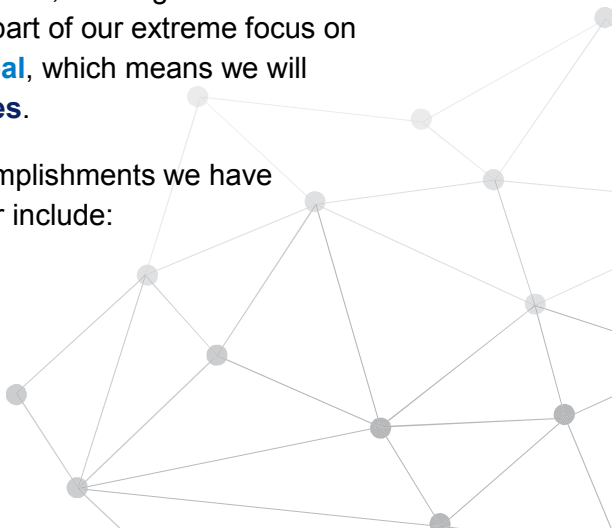 part of our extreme focus on
al, which means we will
es.
mplishments we have
r include: